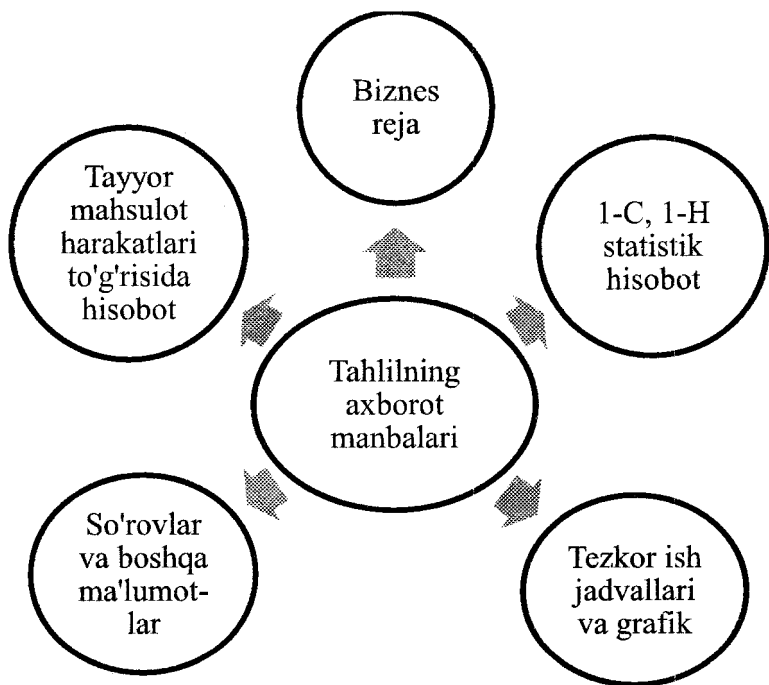 Biznes
reja
Tayyor
mahsulot
harakatlari
to'g'risida
hisobot
1-C, 1-H
statistik
hisobot
Tahlilning
axborot
manbalari
So'rovlar
va boshqa
ma'lumot-
lar
Tezkor ish
jadvallari
va grafik